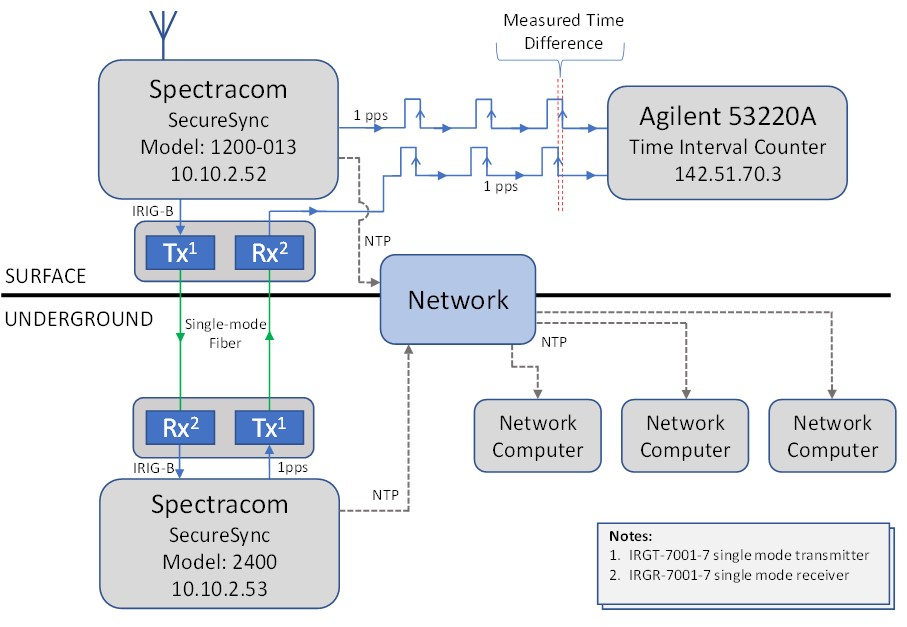 Measured Time
Difference
Spectracom
SecureSync
Model: 1200-013
10.10.2.52
1 pps
1 pps
Agilent 53220A
Time Interval Counter
142.51.70.3
IRIG-B
Tx1
Rx2
NTP
SURFACE
UNDERGROUND
Single-mode
Fiber
Network
NTP
Network
Computer
Network
Computer
Network
Computer
Rx2
Tx1
IRIG-B
1pps
Spectracom
SecureSync
Model: 2400
10.10.2.53
NTP
Notes:
1. IRGT-7001-7 single mode transmitter
2. IRGR-7001-7 single mode receiver